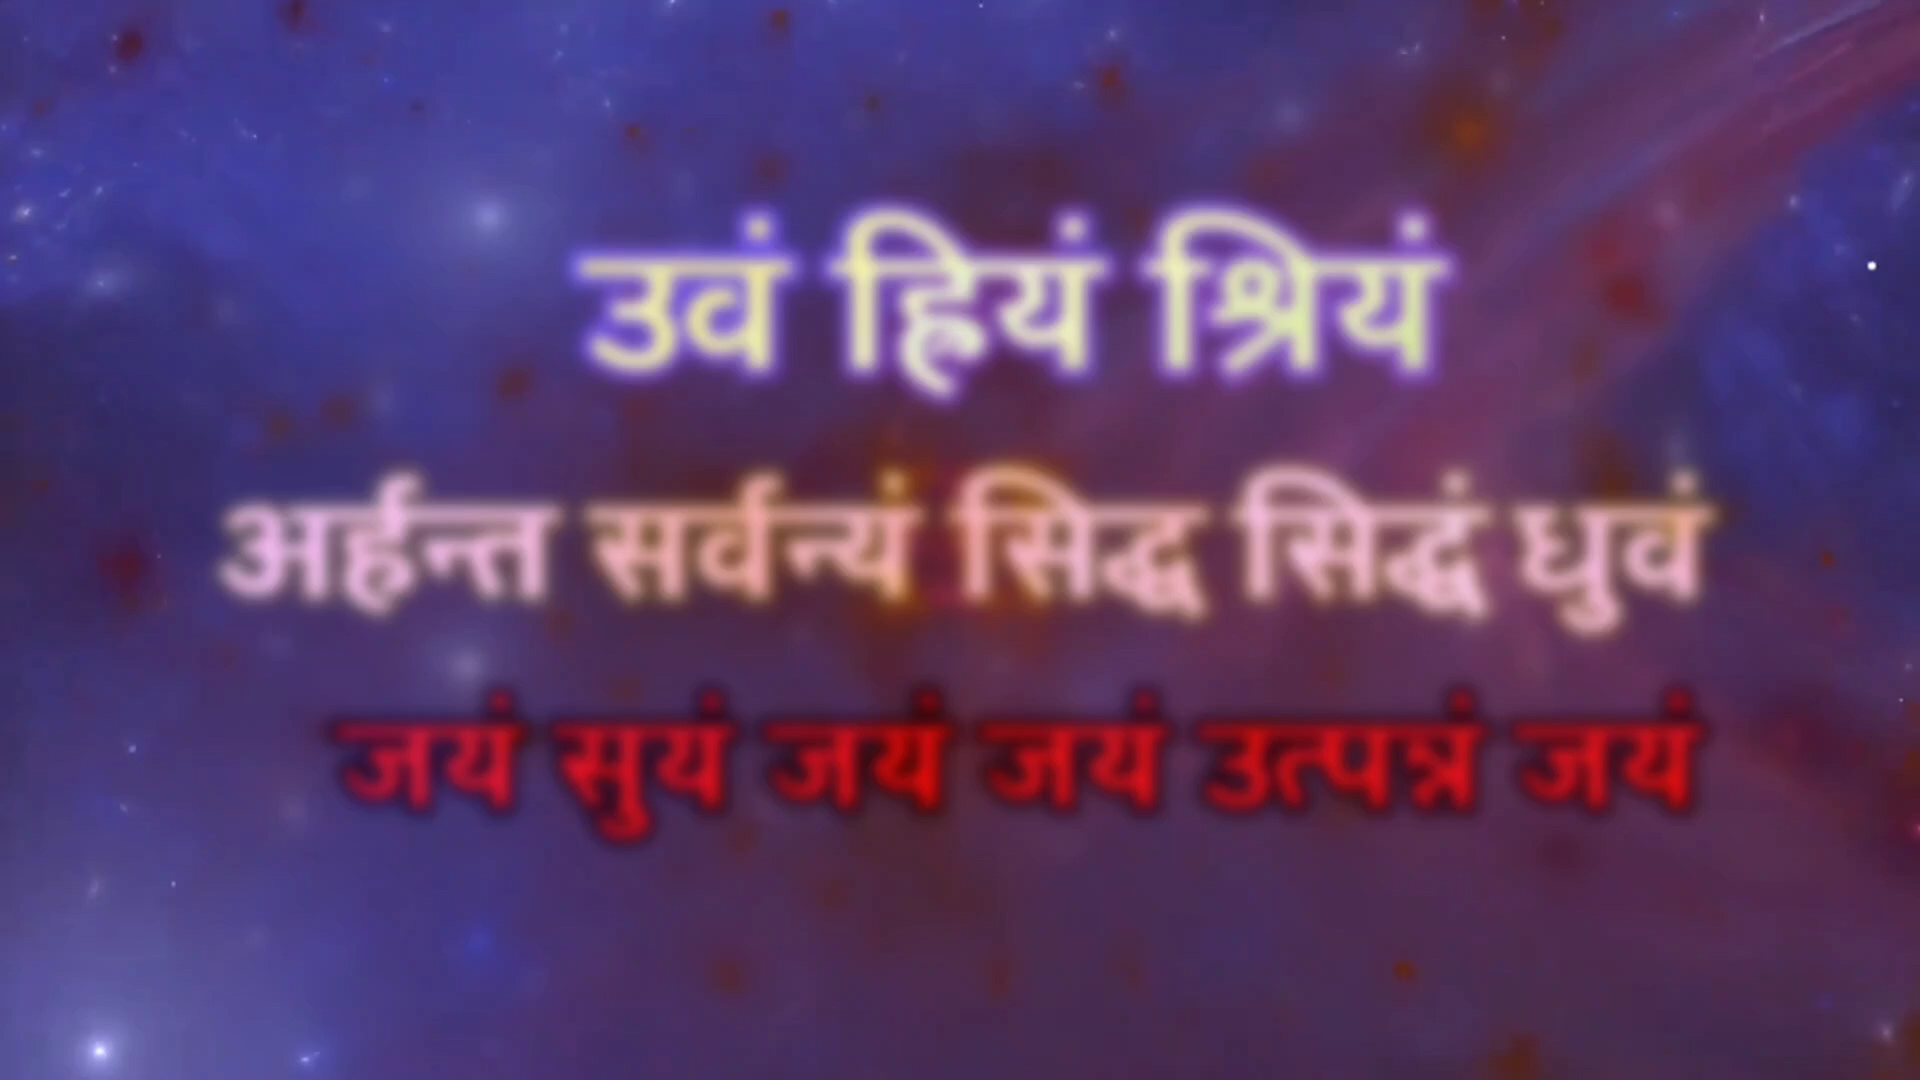 उवं ह्रियं श्रियं
अर्हन्त सर्वन्यं सिद्ध सिद्धं धुवं
जयं सुयं जयं जयं उत्पन्नं जयं